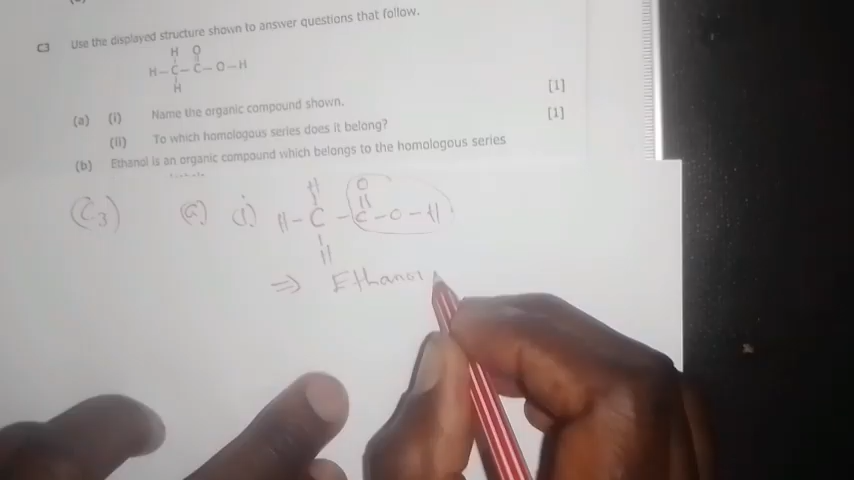 C3 Use the displayed structure shown to answer questions that follow.
H O
H-C-C-O-H
H
(a) (i) Name the organic compound shown. [1]
(ii) To which homologous series does it belong? [1]
(b) Ethanol is an organic compound which belongs to the homologous series
(C3) (a) (i) H-C-C-O-H
H O
H
⇒ Ethanoi